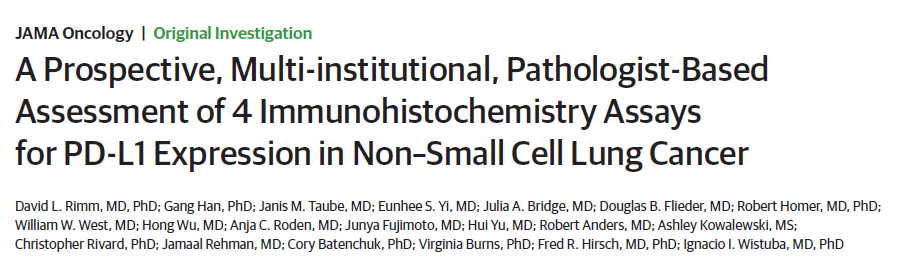 JAMA Oncology | Original Investigation
A Prospective, Multi-institutional, Pathologist-Based
Assessment of 4 Immunohistochemistry Assays
for PD-L1 Expression in Non–Small Cell Lung Cancer
David L. Rimm, MD, PhD; Gang Han, PhD; Janis M. Taube, MD; Eunhee S. Yi, MD; Julia A. Bridge, MD; Douglas B. Flieder, MD; Robert Homer, MD, PhD;
William W. West, MD; Hong Wu, MD; Anja C. Roden, MD; Junya Fujimoto, MD; Hui Yu, MD; Robert Anders, MD; Ashley Kowalewski, MS;
Christopher Rivard, PhD; Jamaal Rehman, MD; Cory Batenchuk, PhD; Virginia Burns, PhD; Fred R. Hirsch, MD, PhD; Ignacio I. Wistuba, MD, PhD